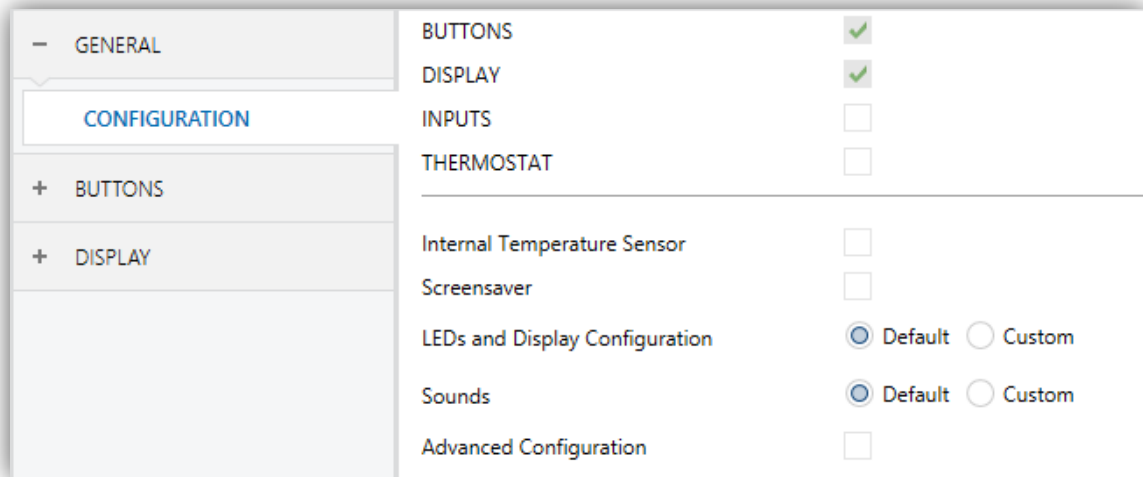 GENERAL
CONFIGURATION
BUTTONS
DISPLAY
BUTTONS
DISPLAY
INPUTS
THERMOSTAT
Internal Temperature Sensor
Screensaver
LEDs and Display Configuration Default Custom
Sounds Default Custom
Advanced Configuration